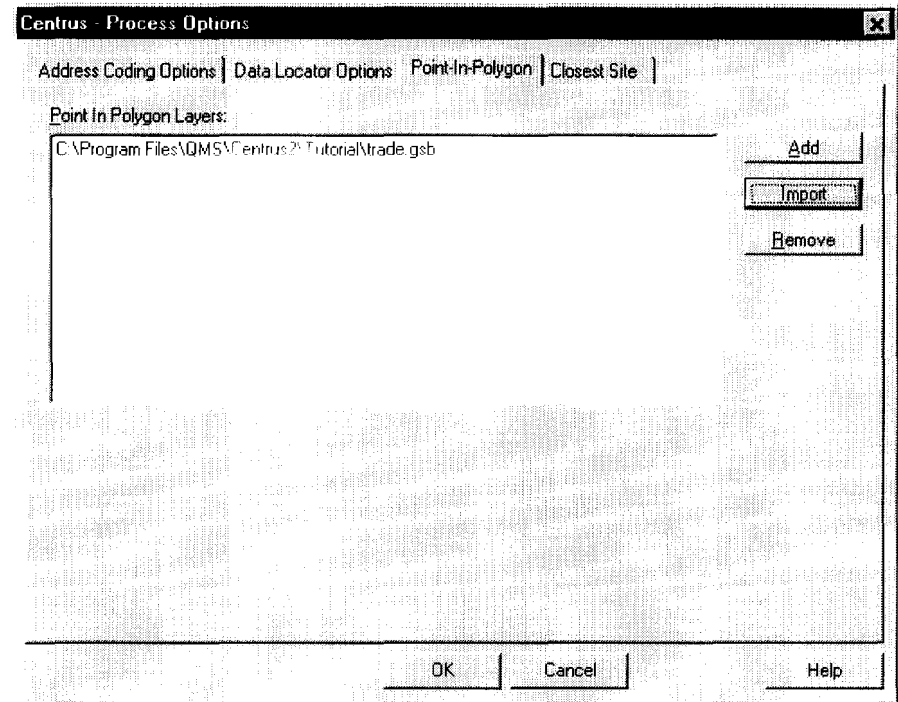 Centrus - Process Options
Address Coding Options Data Locator Options Point-In-Polygon Closest Site
Point In Polygon Layers:
C:\Program Files\QMS\Centrus2\Tutorial\trade.gsb
Add
Import
Remove
OK Cancel Help